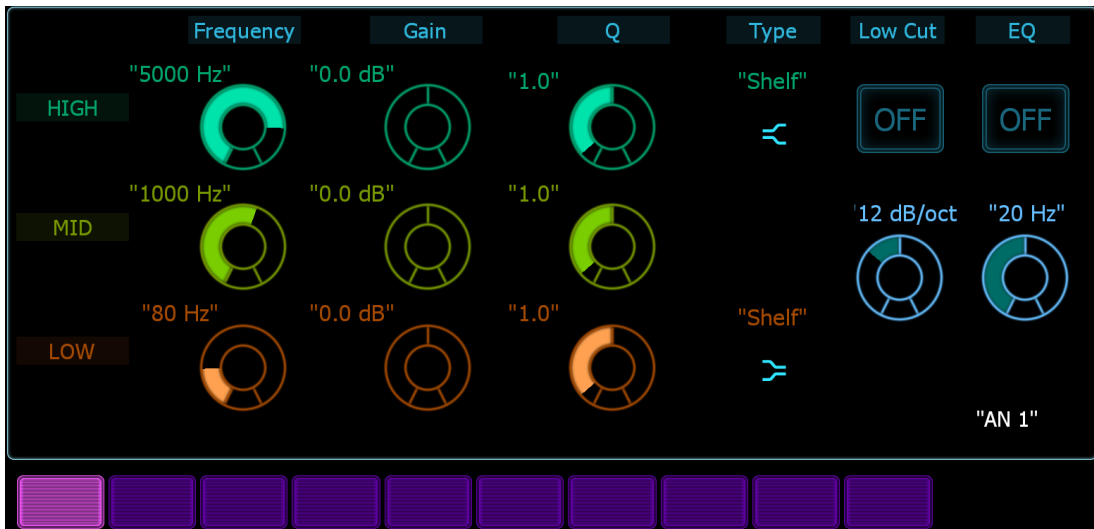 Frequency Gain Q Type Low Cut EQ
"5000 Hz" "0.0 dB" "1.0" "Shelf"
HIGH OFF OFF
"1000 Hz" "0.0 dB" "1.0"
MID '12 dB/oct "20 Hz"
"80 Hz" "0.0 dB" "1.0" "Shelf"
LOW
"AN 1"